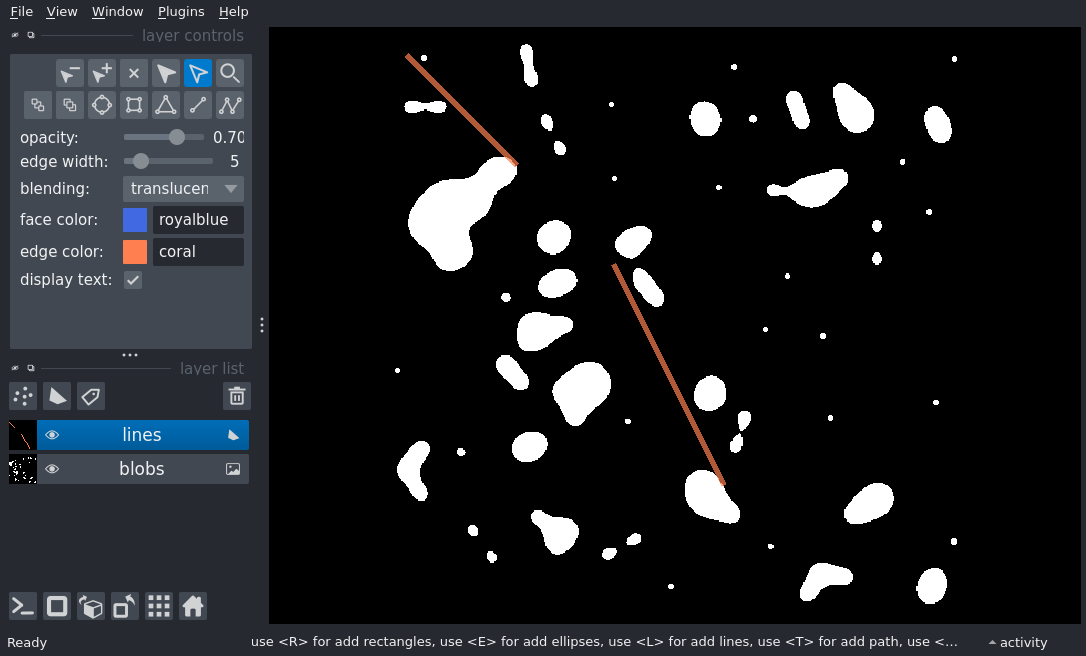 File View Window Plugins Help
layer controls
opacity: 0.70
edge width: 5
blending: translucen
face color: royalblue
edge color: coral
display text:
layer list
lines
blobs
Ready use <R> for add rectangles, use <E> for add ellipses, use <L> for add lines, use <T> for add path, use <... activity